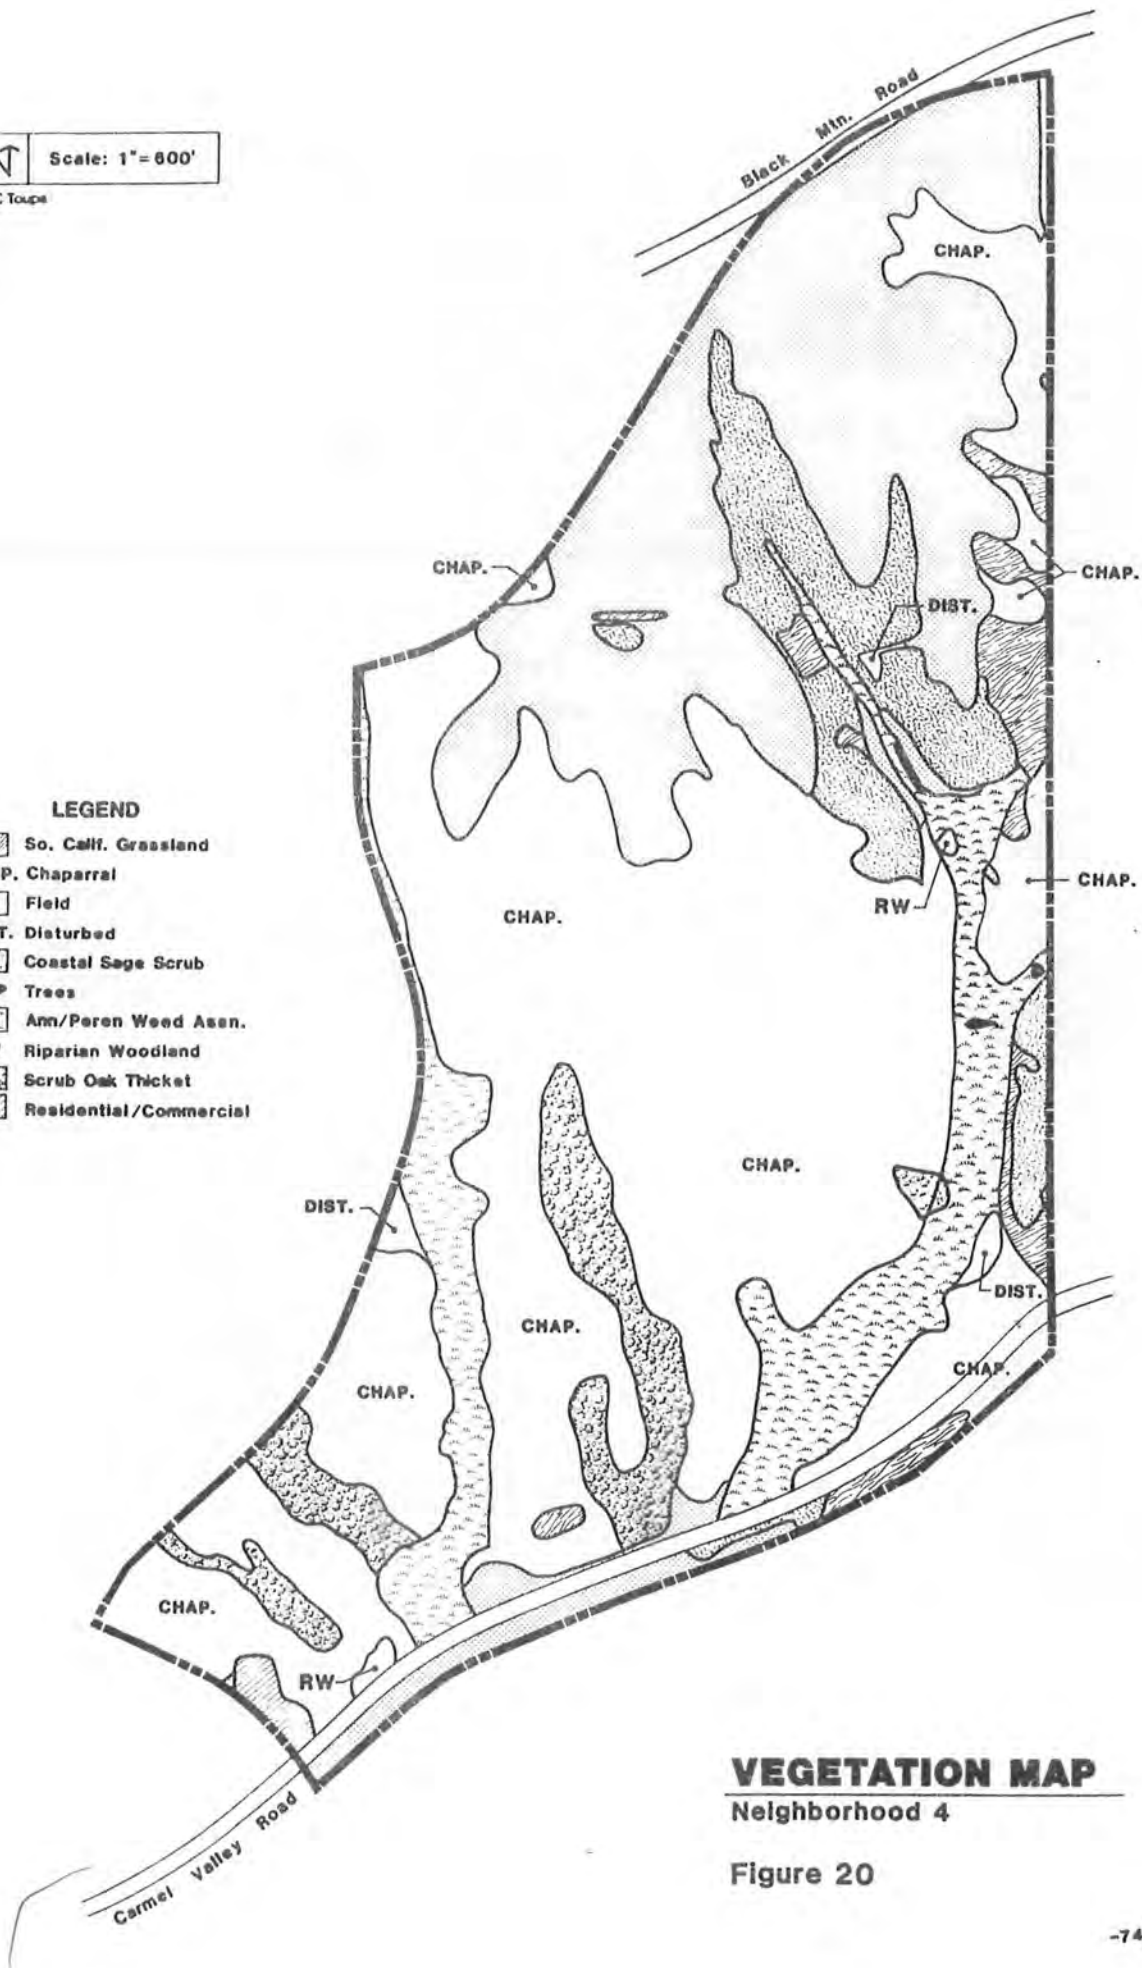 Scale: 1"= 600'
Toups
Black Mtn. Road
CHAP.
CHAP.
CHAP.
DIST.
LEGEND
So. Calif. Grassland
P. Chaparral
Field
T. Disturbed
Coastal Sage Scrub
Trees
Ann/Peren Weed Assn.
Riparian Woodland
Scrub Oak Thicket
Residential/Commercial
CHAP.
RW
CHAP.
CHAP.
DIST.
DIST.
CHAP.
CHAP.
CHAP.
CHAP.
RW
Carmel Valley Road
VEGETATION MAP
Neighborhood 4
Figure 20
-74